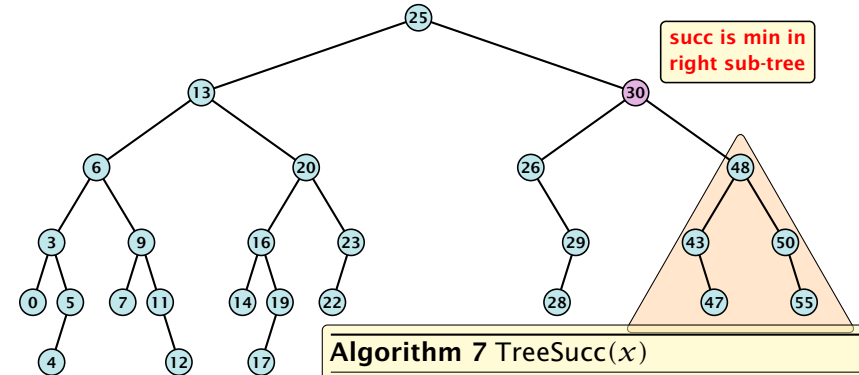 25
succ is min in
right sub-tree
13 30
6 20 26 48
3 9 16 23 29 43 50
0 5 7 11 14 19 22 28 47 55
4 12 17
Algorithm 7 TreeSucc(x)